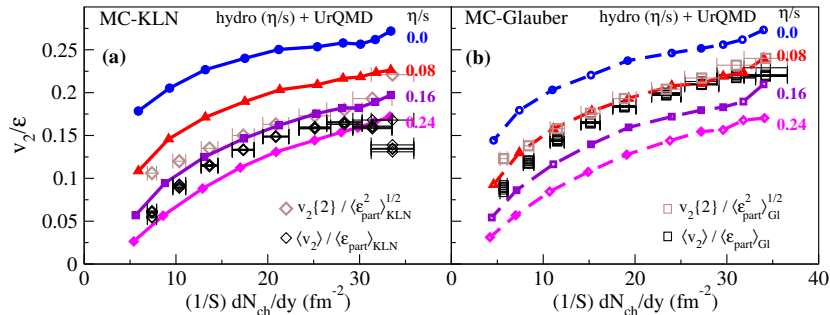 MC-KLN hydro (η/s) + UrQMD η/s
(a)
0.0
0.08
0.16
0.24
v₂{2} / ⟨ε²part⟩^1/2 KLN
⟨v₂⟩ / ⟨εpart⟩KLN
MC-Glauber hydro (η/s) + UrQMD η/s
(b)
0.0
0.08
0.16
0.24
v₂{2} / ⟨ε²part⟩^1/2 Gl
⟨v₂⟩ / ⟨εpart⟩Gl
v₂/ε
0.25
0.2
0.15
0.1
0.05
0
0 10 20 30 0 10 20 30 40
(1/S) dNch/dy (fm⁻²) (1/S) dNch/dy (fm⁻²)